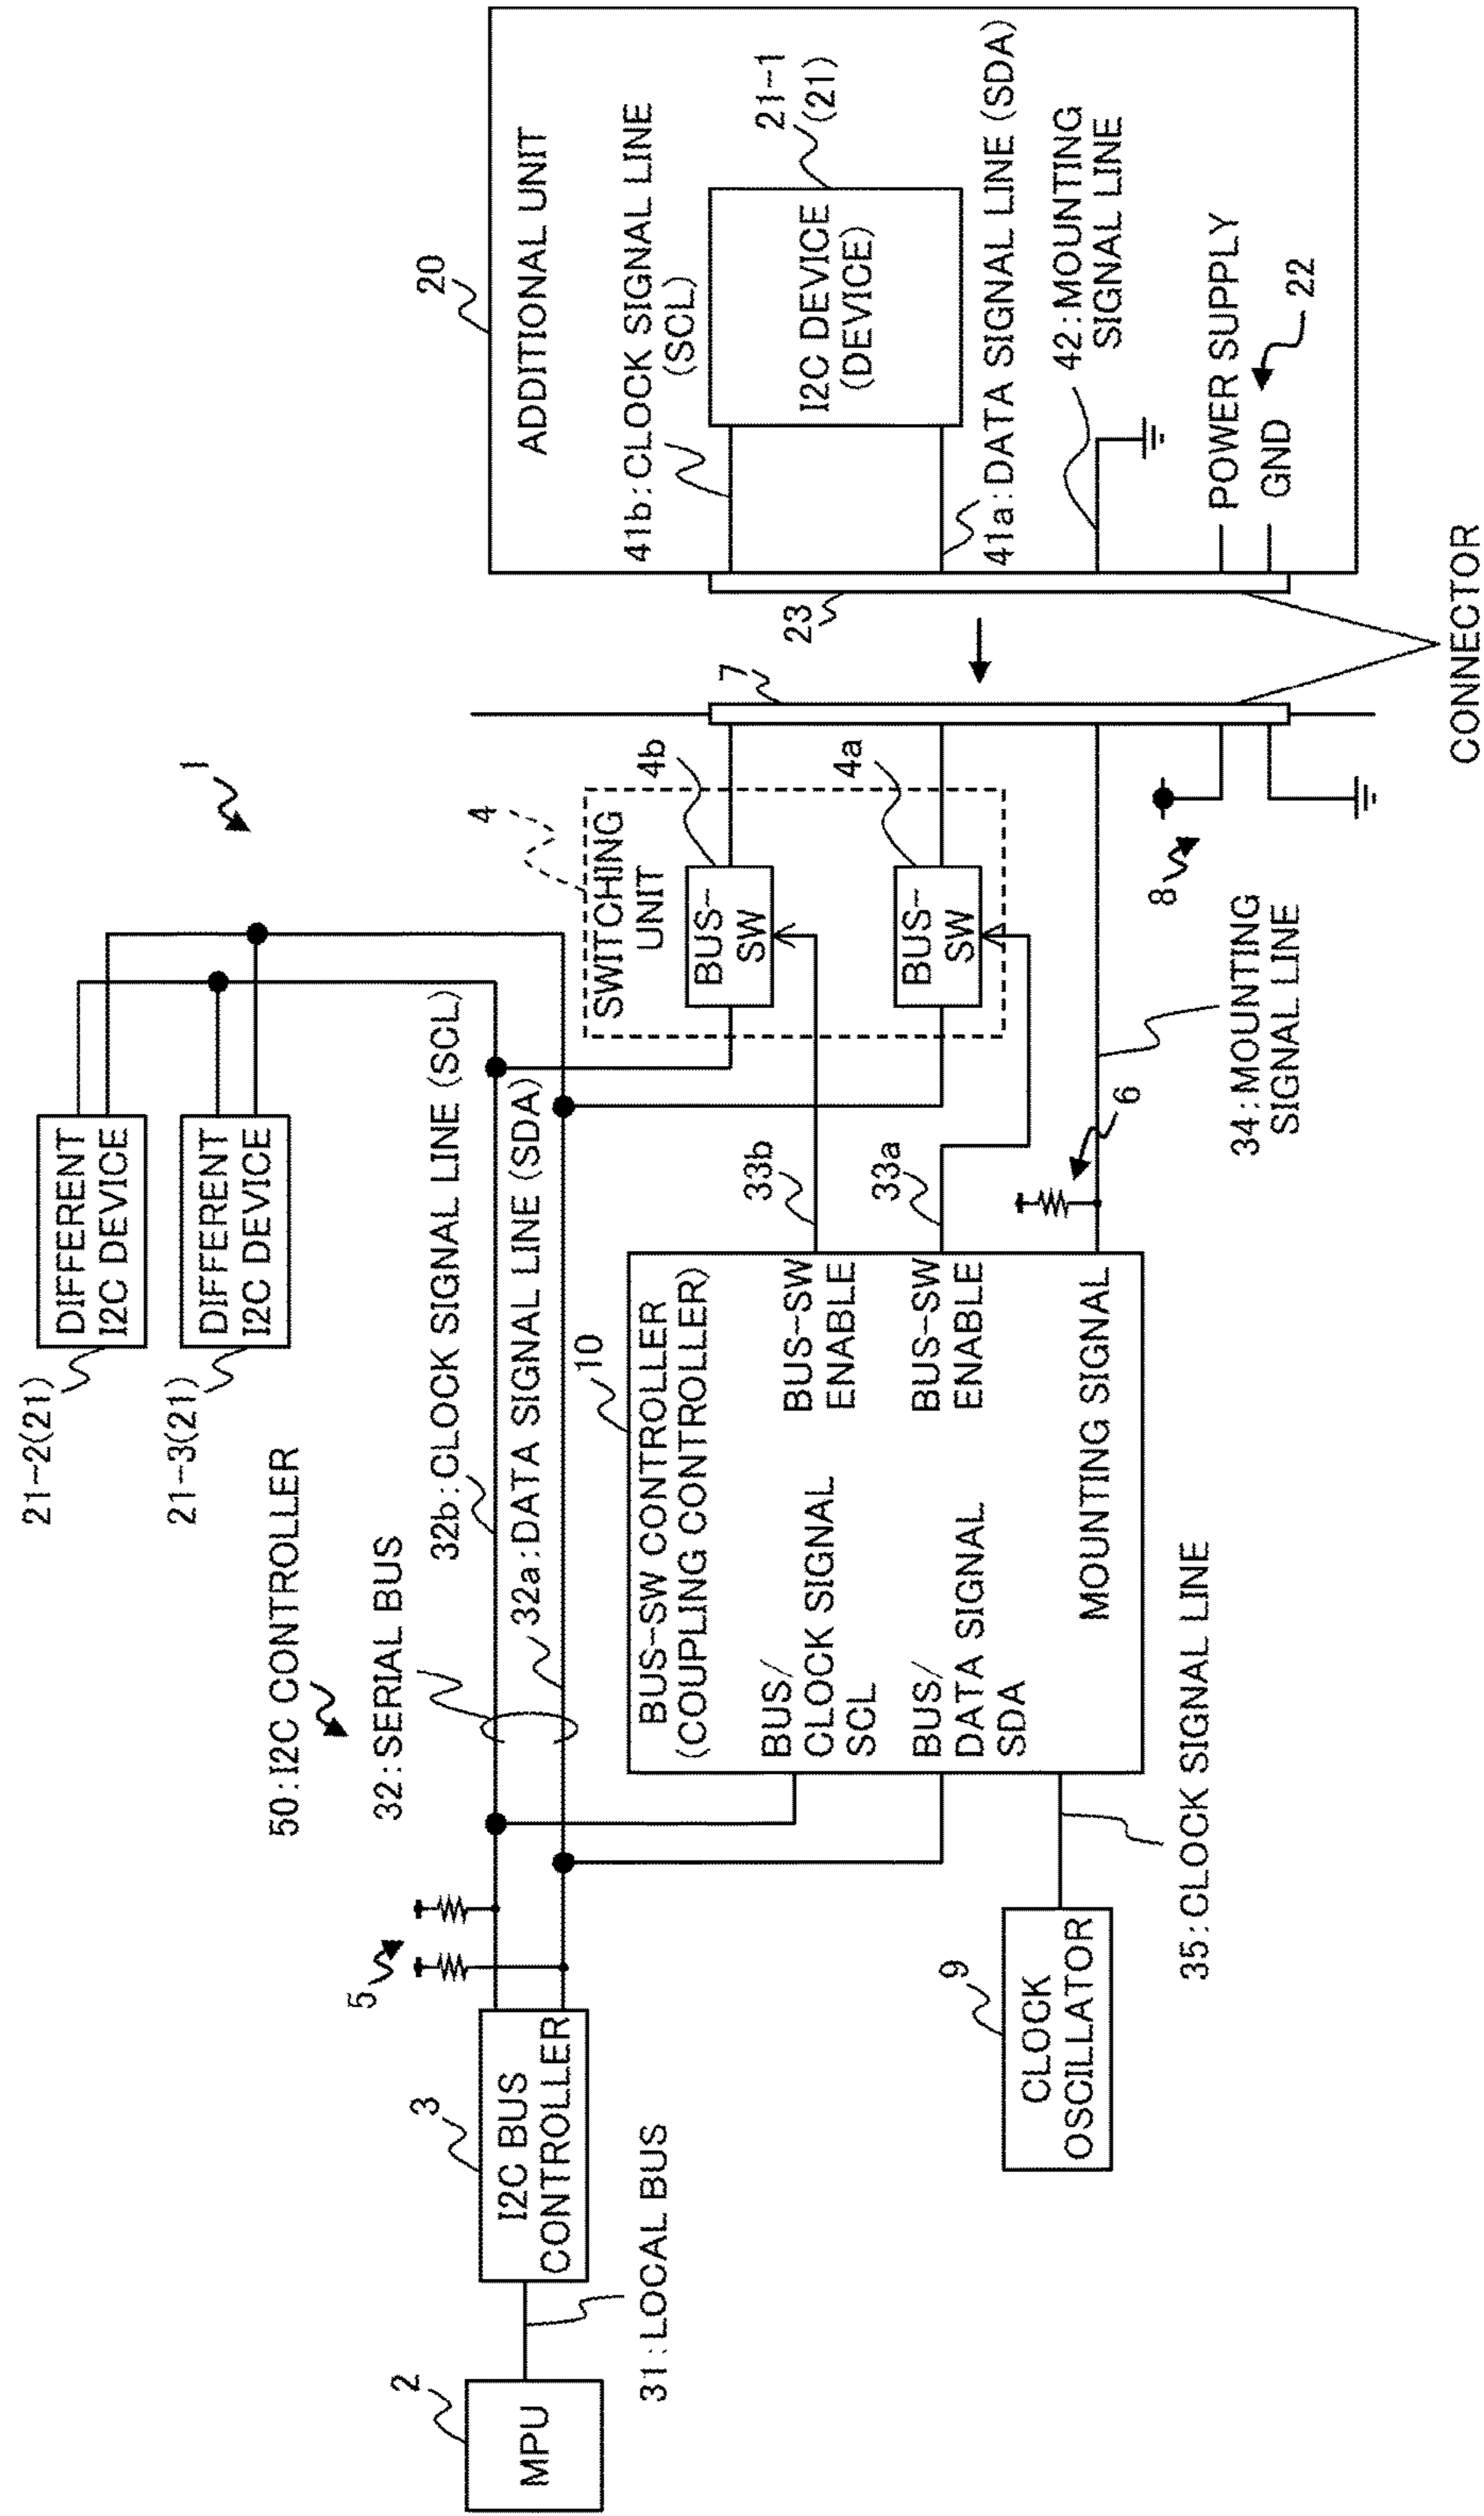 1
21-2(21)
DIFFERENT
I2C DEVICE
21-3(21)
DIFFERENT
I2C DEVICE
50:I2C CONTROLLER
32:SERIAL BUS
5
2
MPU
31:LOCAL BUS
3
I2C BUS
CONTROLLER
32b:CLOCK SIGNAL LINE (SCL)
32a:DATA SIGNAL LINE (SDA)
10
BUS-SW CONTROLLER
(COUPLING CONTROLLER)
BUS/
CLOCK SIGNAL
SCL
BUS-SW
ENABLE
BUS/
DATA SIGNAL
SDA
BUS-SW
ENABLE
MOUNTING SIGNAL
33b
33a
9
CLOCK
OSCILLATOR
35:CLOCK SIGNAL LINE
4
SWITCHING
UNIT
4b
BUS-
SW
4a
BUS-
SW
6
34:MOUNTING
SIGNAL LINE
8
7
23
CONNECTOR
20
ADDITIONAL UNIT
41b:CLOCK SIGNAL LINE
(SCL)
21-1
(21)
I2C DEVICE
(DEVICE)
41a:DATA SIGNAL LINE (SDA)
42:MOUNTING
SIGNAL LINE
POWER SUPPLY
GND
22